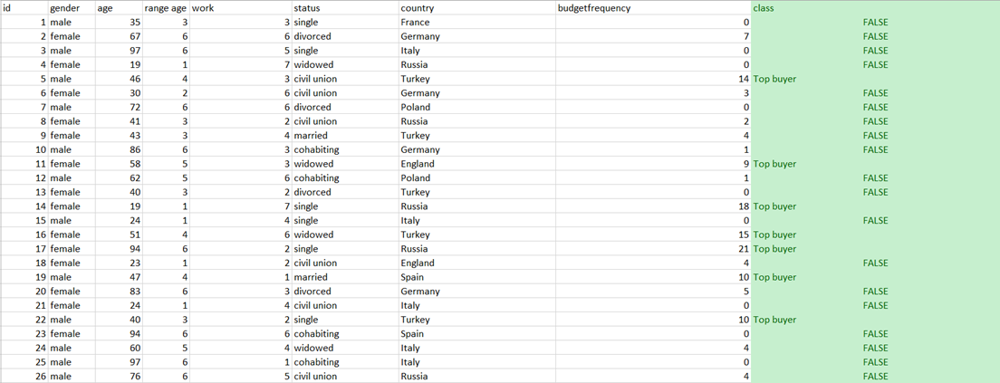 id gender age range age work status country budgetfrequency class
1 male 35 3 3 single France 0 FALSE
2 female 67 6 6 divorced Germany 7 FALSE
3 male 97 6 5 single Italy 0 FALSE
4 female 19 1 7 widowed Russia 0 FALSE
5 male 46 4 3 civil union Turkey 14 Top buyer
6 female 30 2 6 civil union Germany 3 FALSE
7 male 72 6 6 divorced Poland 0 FALSE
8 female 41 3 2 civil union Russia 2 FALSE
9 female 43 3 4 married Turkey 4 FALSE
10 male 86 6 3 cohabiting Germany 1 FALSE
11 female 58 5 3 widowed England 9 Top buyer
12 male 62 5 6 cohabiting Poland 1 FALSE
13 female 40 3 2 divorced Turkey 0 FALSE
14 female 19 1 7 single Russia 18 Top buyer
15 male 24 1 4 single Italy 0 FALSE
16 female 51 4 6 widowed Turkey 15 Top buyer
17 female 94 6 2 single Russia 21 Top buyer
18 female 23 1 2 civil union England 4 FALSE
19 male 47 4 1 married Spain 10 Top buyer
20 female 83 6 3 divorced Germany 5 FALSE
21 female 24 1 4 civil union Italy 0 FALSE
22 male 40 3 2 single Turkey 10 Top buyer
23 female 94 6 6 cohabiting Spain 0 FALSE
24 male 60 5 4 widowed Italy 4 FALSE
25 male 97 6 1 cohabiting Italy 0 FALSE
26 male 76 6 5 civil union Russia 4 FALSE